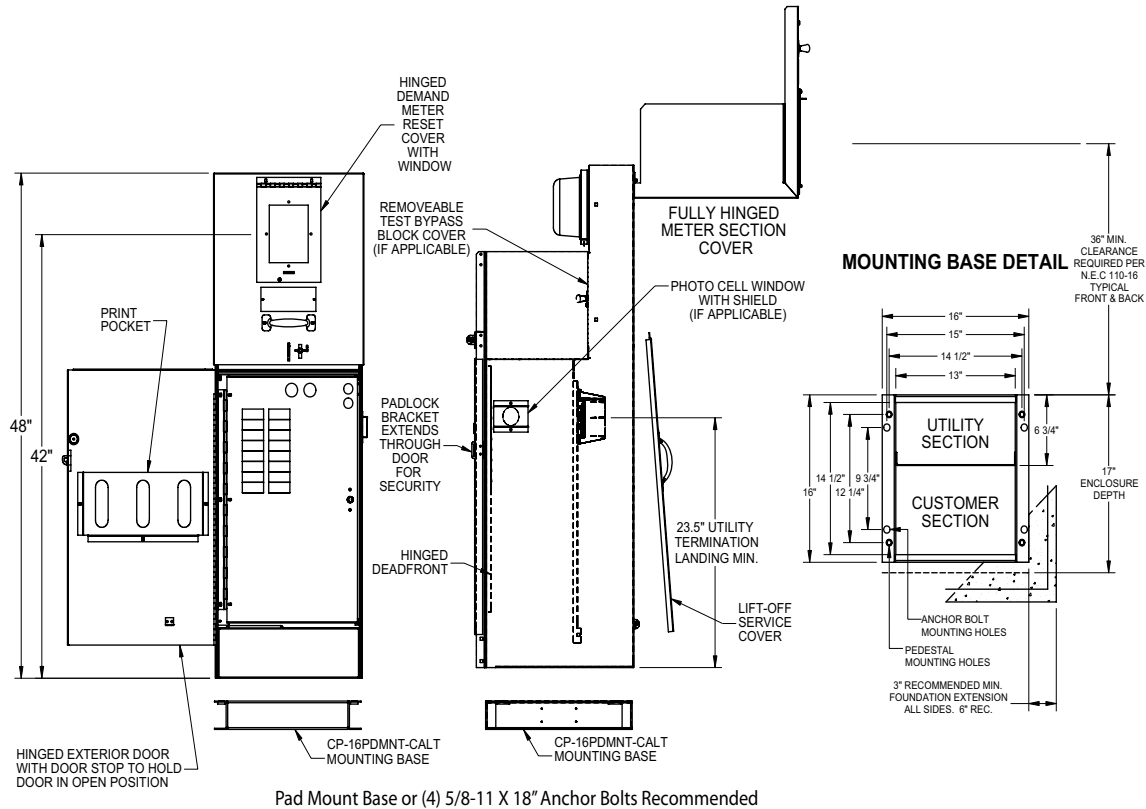 HINGED
DEMAND
METER
RESET
COVER
WITH
WINDOW
REMOVEABLE
TEST BYPASS
BLOCK COVER
(IF APPLICABLE)
FULLY HINGED
METER SECTION
COVER
PHOTO CELL WINDOW
WITH SHIELD
(IF APPLICABLE)
PRINT
POCKET
48"
42"
PADLOCK
BRACKET
EXTENDS
THROUGH
DOOR
FOR
SECURITY
HINGED
DEADFRONT
23.5" UTILITY
TERMINATION
LANDING MIN.
LIFT-OFF
SERVICE
COVER
HINGED EXTERIOR DOOR
WITH DOOR STOP TO HOLD
DOOR IN OPEN POSITION
CP-16PDMNT-CALT
MOUNTING BASE
CP-16PDMNT-CALT
MOUNTING BASE
MOUNTING BASE DETAIL
36" MIN.
CLEARANCE
REQUIRED PER
N.E.C 110-16
TYPICAL
FRONT & BACK
16"
15"
14 1/2"
13"
UTILITY
SECTION
6 3/4"
16"
14 1/2"
12 1/4"
9 3/4"
CUSTOMER
SECTION
17"
ENCLOSURE
DEPTH
ANCHOR BOLT
MOUNTING HOLES
PEDESTAL
MOUNTING HOLES
3" RECOMMENDED MIN.
FOUNDATION EXTENSION
ALL SIDES. 6" REC.
Pad Mount Base or (4) 5/8-11 X 18" Anchor Bolts Recommended